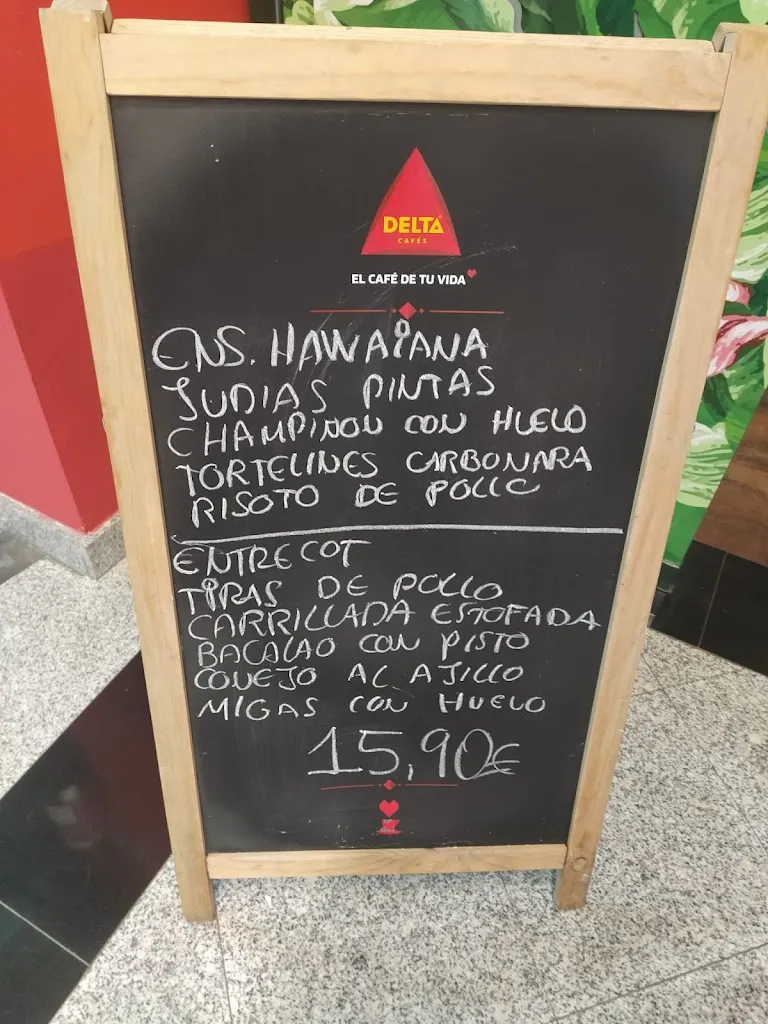 DELTA
CAFÉS
EL CAFÉ DE TU VIDA
ENS. HAWAIANA
JUDIAS PINTAS
CHAMPIÑON CON HUEVO
TORTELINES CARBONARA
RISOTO DE POLLO
ENTRECOT
TIRAS DE POLLO
CARRILLADA ESTOFADA
BACALAO CON PISTO
CONEJO AL AJILLO
MIGAS CON HUEVO
15,90€